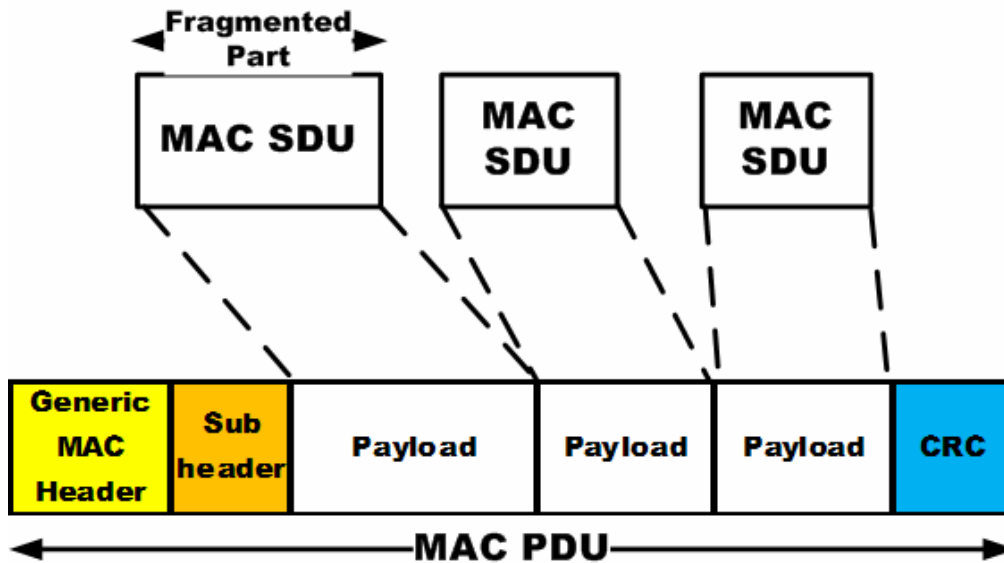 Fragmented
Part
MAC SDU
MAC
SDU
MAC
SDU
Generic
MAC
Header
Sub
header
Payload
Payload
Payload
CRC
MAC PDU